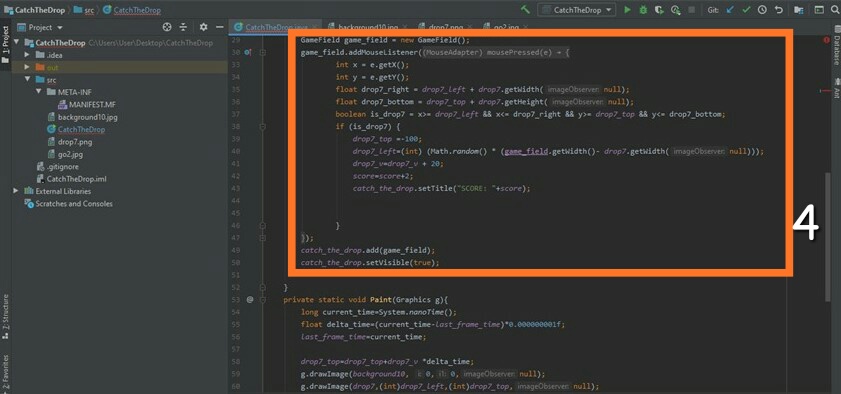 CatchTheDrop
src
CatchTheDrop
CatchTheDrop
Git:
Project
CatchTheDrop.java
background10.jpg
drop7.png
go2.jpg
1: Project
CatchTheDrop C:\Users\User\Desktop\CatchTheDrop
.idea
out
src
META-INF
MANIFEST.MF
background10.jpg
CatchTheDrop
drop7.png
go2.jpg
.gitignore
CatchTheDrop.iml
External Libraries
Scratches and Consoles
Z: Structure
2: Favorites
Database
Ant
29 GameField game_field = new GameField();
30 game_field.addMouseListener((MouseAdapter) mousePressed(e) → {
33 int x = e.getX();
34 int y = e.getY();
35 float drop7_right = drop7_left + drop7.getWidth( imageObserver: null);
36 float drop7_bottom = drop7_top + drop7.getHeight( imageObserver: null);
37 boolean is_drop7 = x>= drop7_left && x<= drop7_right && y>= drop7_top && y<= drop7_bottom;
38 if (is_drop7) {
39 drop7_top =-100;
40 drop7_left=(int) (Math.random() * (game_field.getWidth()- drop7.getWidth( imageObserver: null)));
41 drop7_v=drop7_v + 20;
42 score=score+2;
43 catch_the_drop.setTitle("SCORE: "+score);
44
45
46 }
47 });
49 catch_the_drop.add(game_field);
50 catch_the_drop.setVisible(true);
51
52 }
53 private static void Paint(Graphics g){
54 long current_time=System.nanoTime();
55 float delta_time=(current_time-last_frame_time)*0.000000001f;
56 last_frame_time=current_time;
57
58 drop7_top=drop7_top+drop7_v *delta_time;
59 g.drawImage(background10, i: 0, i1: 0, imageObserver: null);
60 g.drawImage(drop7,(int)drop7_left,(int)drop7_top, imageObserver: null);
4